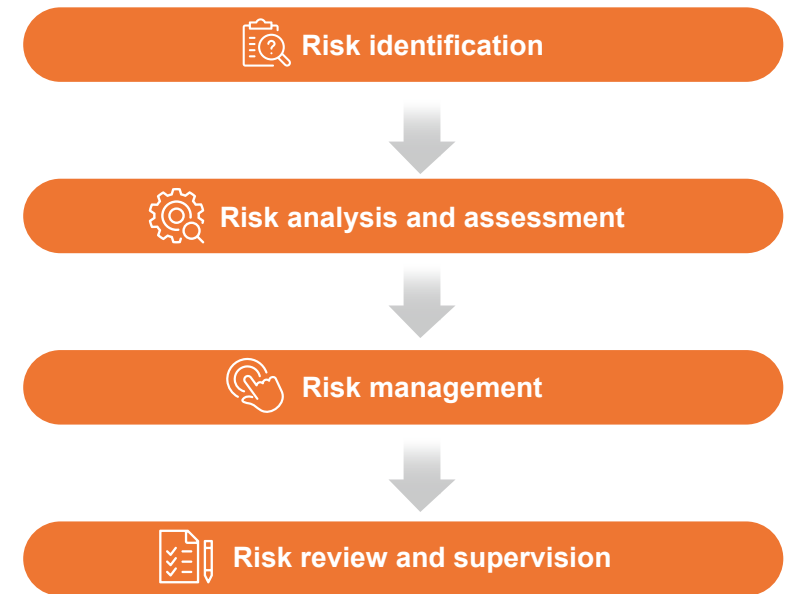 Risk identification
Risk analysis and assessment
Risk management
Risk review and supervision